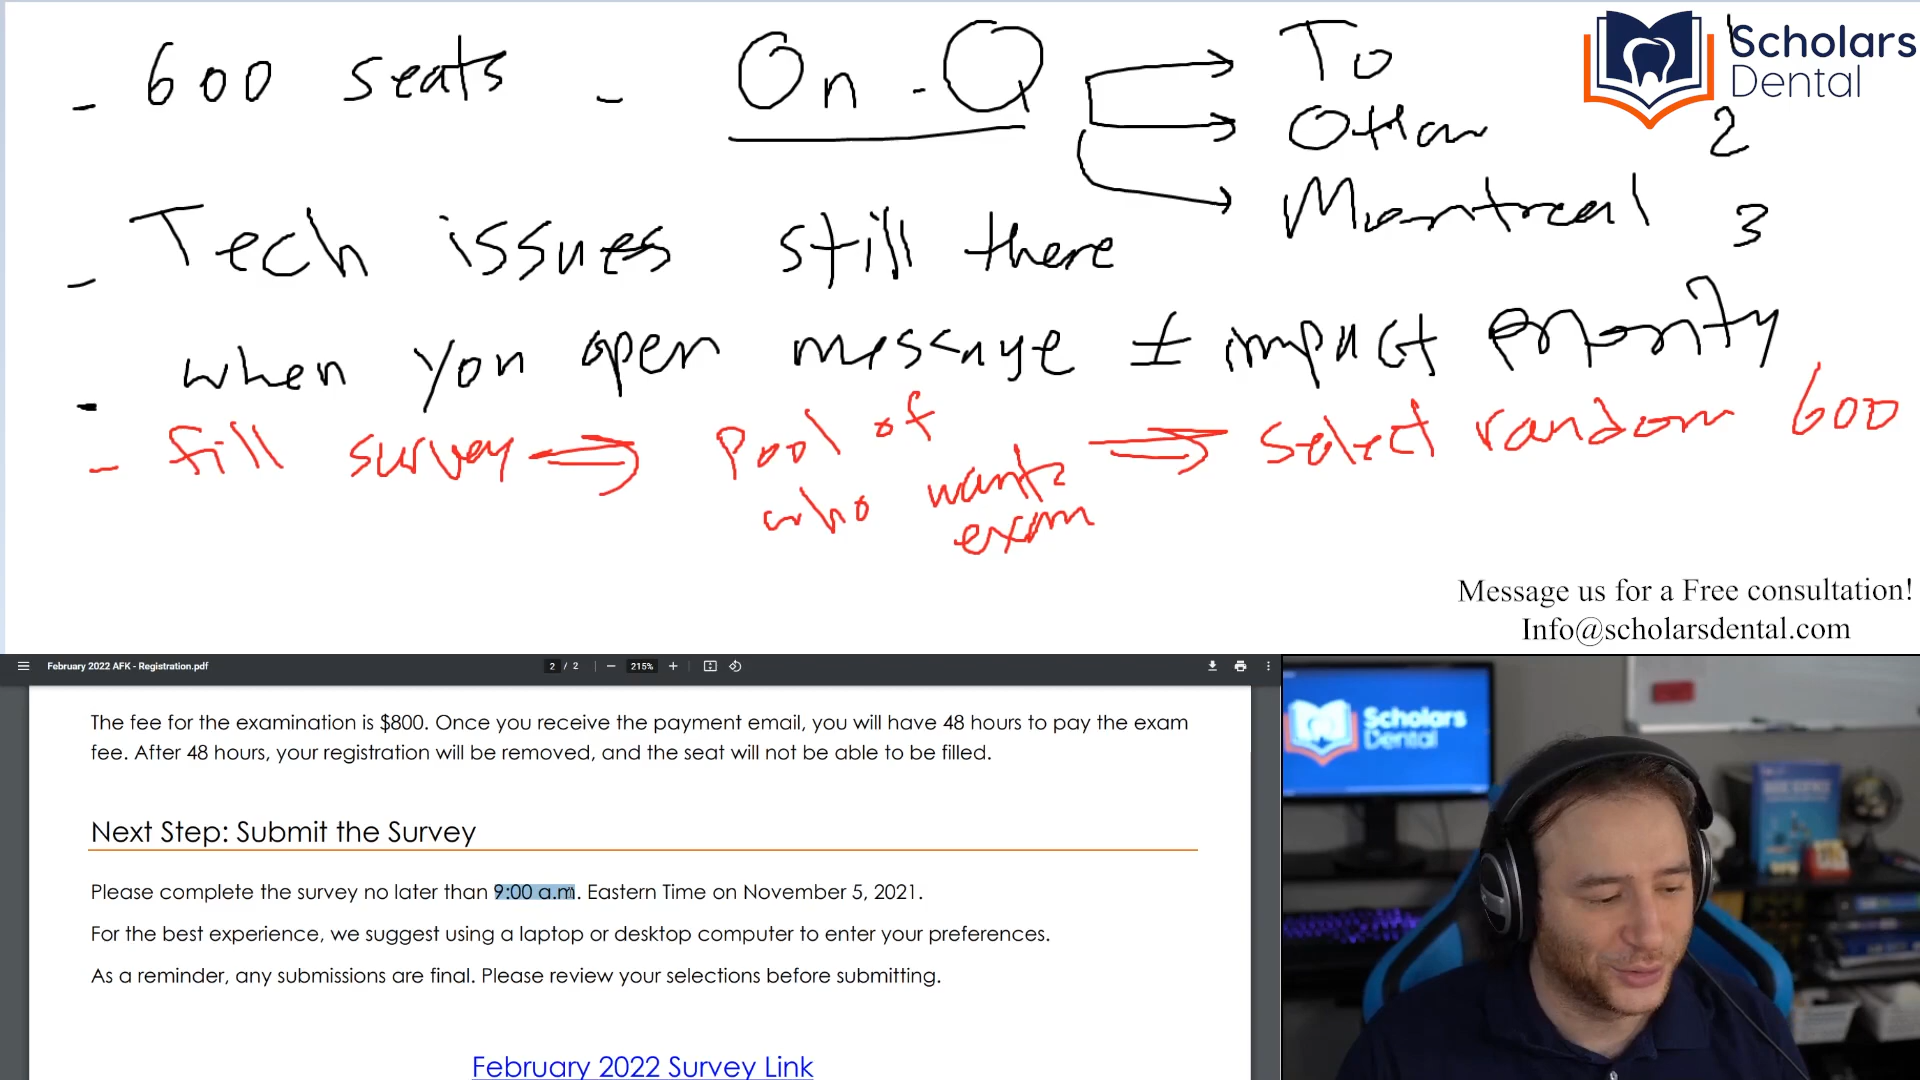 - 600 seats - On-Q To 1
Ottaw 2
Montreal 3
- Tech issues still there
- when you open message ± impact priority
- fill survey ⇒ Pool of who wants exam ⇒ select random 600
Scholars
Dental
Message us for a Free consultation!
Info@scholarsdental.com
February 2022 AFK - Registration.pdf 2 / 2 215%
The fee for the examination is $800. Once you receive the payment email, you will have 48 hours to pay the exam
fee. After 48 hours, your registration will be removed, and the seat will not be able to be filled.
Next Step: Submit the Survey
Please complete the survey no later than 9:00 a.m. Eastern Time on November 5, 2021.
For the best experience, we suggest using a laptop or desktop computer to enter your preferences.
As a reminder, any submissions are final. Please review your selections before submitting.
February 2022 Survey Link
Scholars
Dental